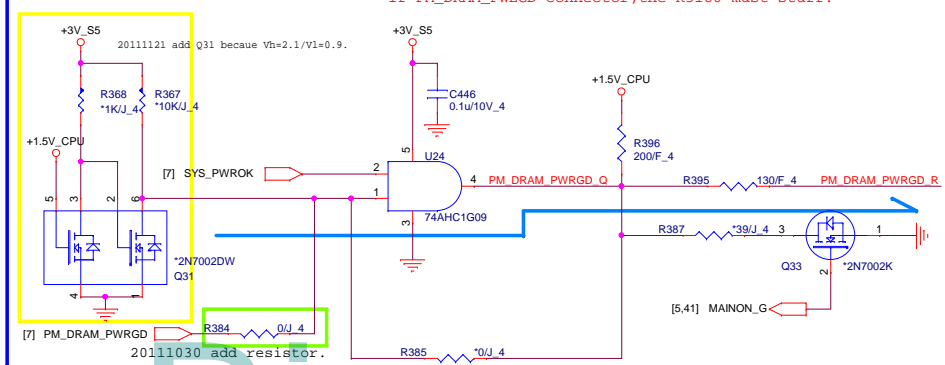 If PM_DRAM_PWRGD connector,the R3160 must stuff.
+3V_S5
20111121 add Q31 becaue Vh=2.1/Vl=0.9.
+3V_S5
R368
*1K/J_4
R367
*10K/J_4
C446
0.1u/10V_4
+1.5V_CPU
+1.5V_CPU
R396
200/F_4
5
U24
[7] SYS_PWROK
2
1
4
PM_DRAM_PWRGD_Q
R395
130/F_4
PM_DRAM_PWRGD_R
5
3
2
6
3
74AHC1G09
*2N7002DW
Q31
R387
*39/J_4
3
1
Q33
*2N7002K
2
4
1
[5,41] MAINON_G
[7] PM_DRAM_PWRGD
R384
0/J_4
20111030 add resistor.
R385
*0/J_4